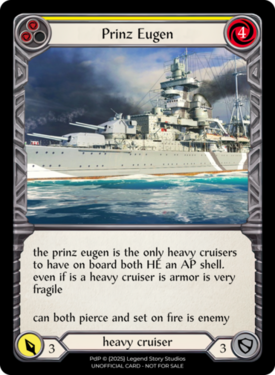 Prinz Eugen
4
the prinz eugen is the only heavy cruisers
to have on board both HE an AP shell.
even if is a heavy cruiser is armor is very
fragile
can both pierce and set on fire is enemy
3
heavy cruiser
3
PdP © [2025] Legend Story Studios
UNOFFICIAL CARD - NOT FOR SALE